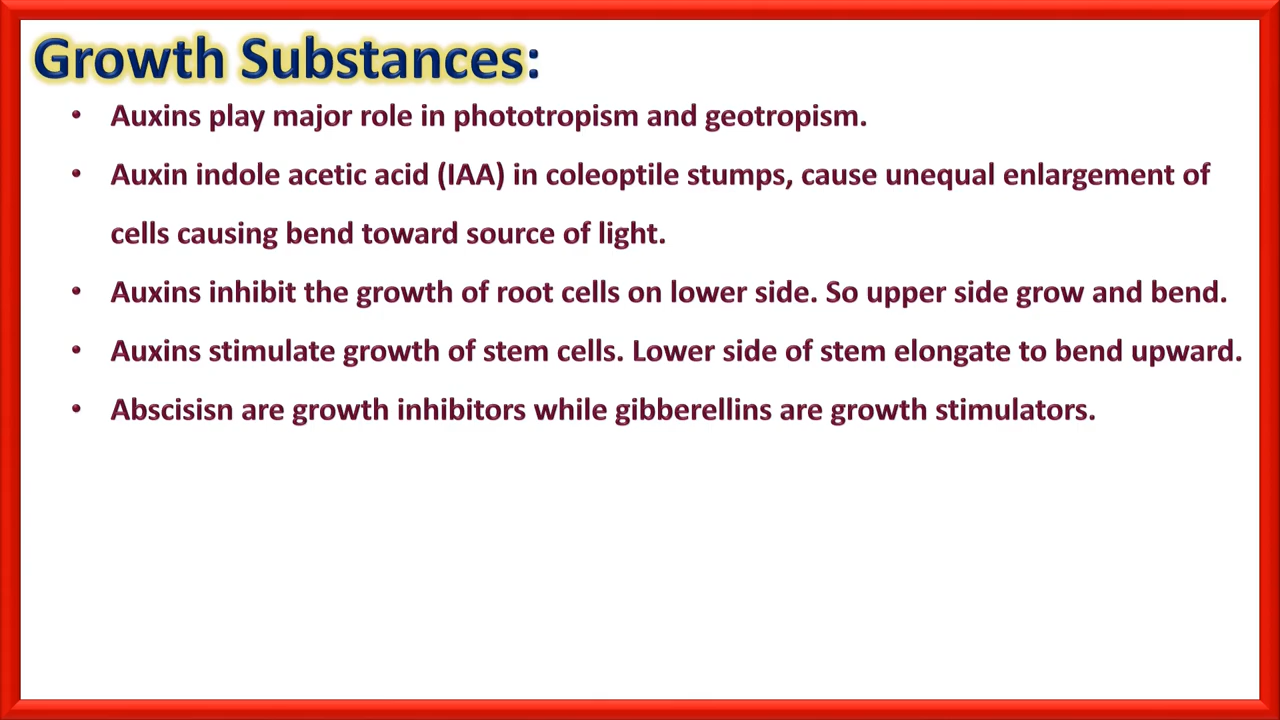 Growth Substances:
• Auxins play major role in phototropism and geotropism.
• Auxin indole acetic acid (IAA) in coleoptile stumps, cause unequal enlargement of
cells causing bend toward source of light.
• Auxins inhibit the growth of root cells on lower side. So upper side grow and bend.
• Auxins stimulate growth of stem cells. Lower side of stem elongate to bend upward.
• Abscisisn are growth inhibitors while gibberellins are growth stimulators.